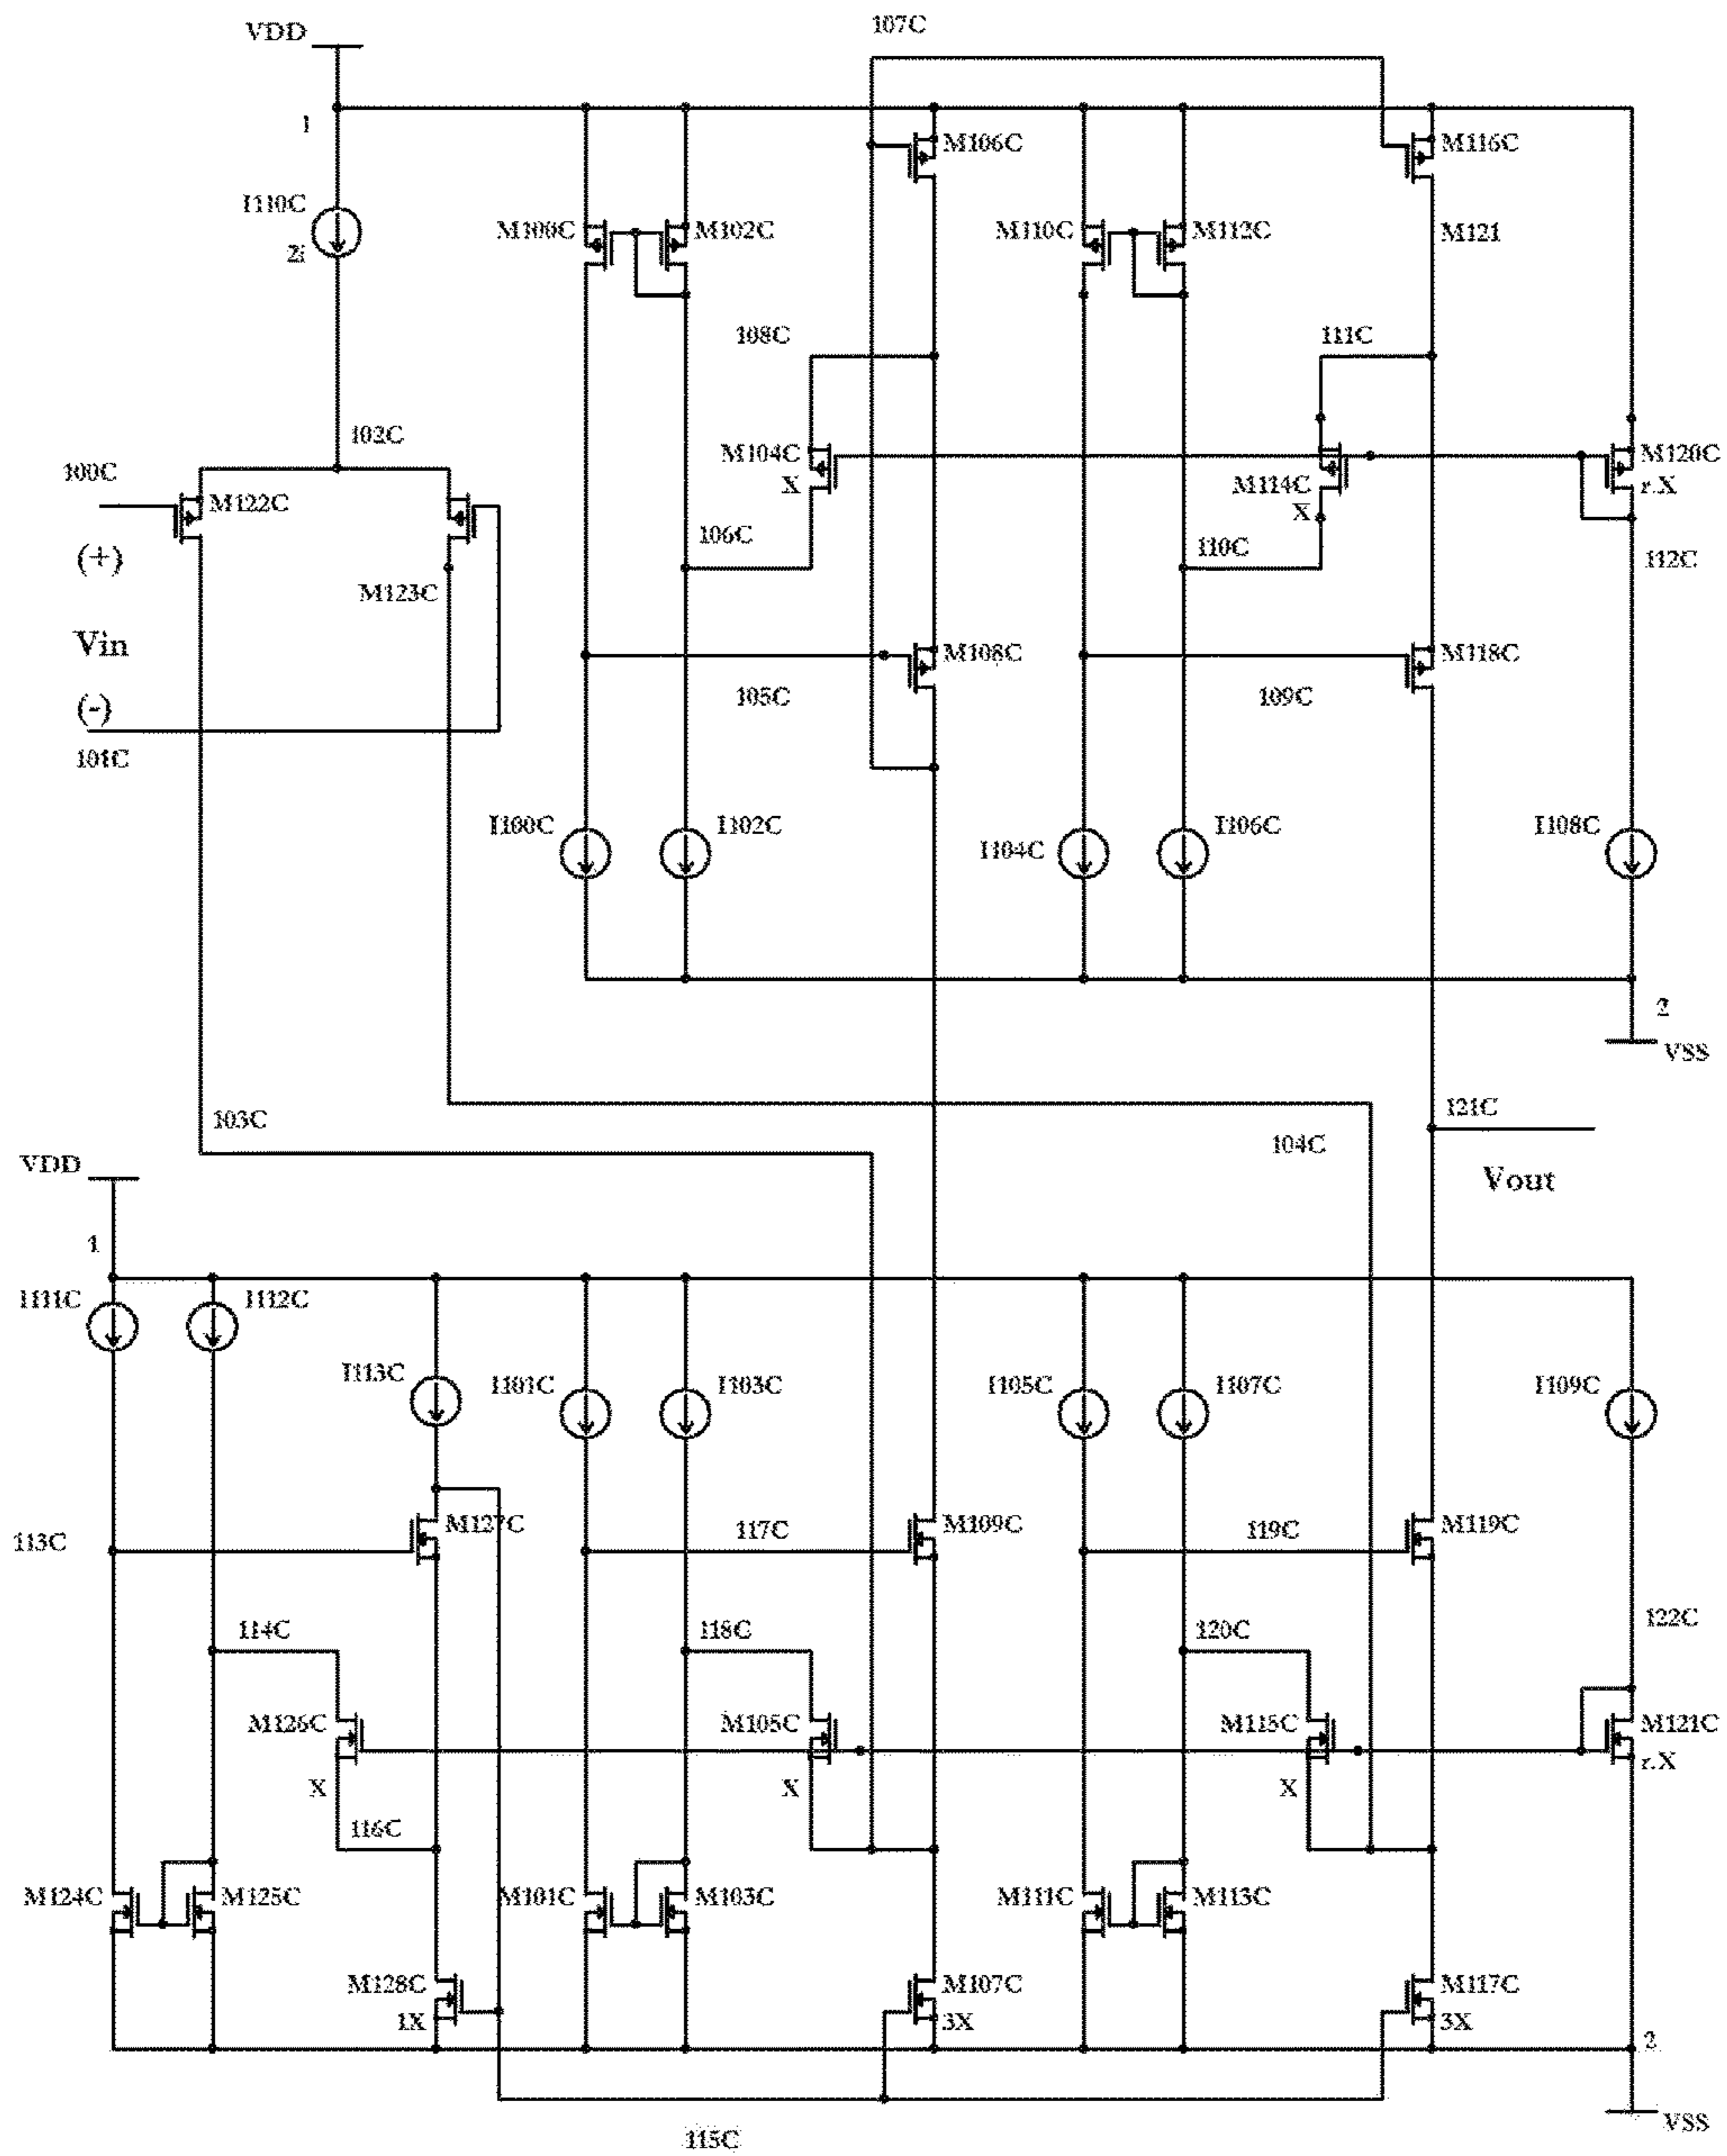 107C
VDD
1
M106C
M116C
I110C
2i
M100C
M102C
M110C
M112C
M121
108C
111C
102C
100C
M122C
M104C
X
M114C
X
M120C
r.X
(+)
106C
110C
112C
M123C
Vin
M108C
M118C
(-)
105C
109C
101C
I100C
I102C
I104C
I106C
I108C
2
VSS
103C
121C
104C
VDD
Vout
1
I111C
I112C
I113C
I101C
I103C
I105C
I107C
I109C
113C
M127C
117C
M109C
119C
M119C
114C
118C
120C
122C
M126C
X
M105C
X
M115C
X
M121C
r.X
116C
M124C
M125C
M101C
M103C
M111C
M113C
M128C
1X
M107C
3X
M117C
3X
2
VSS
115C